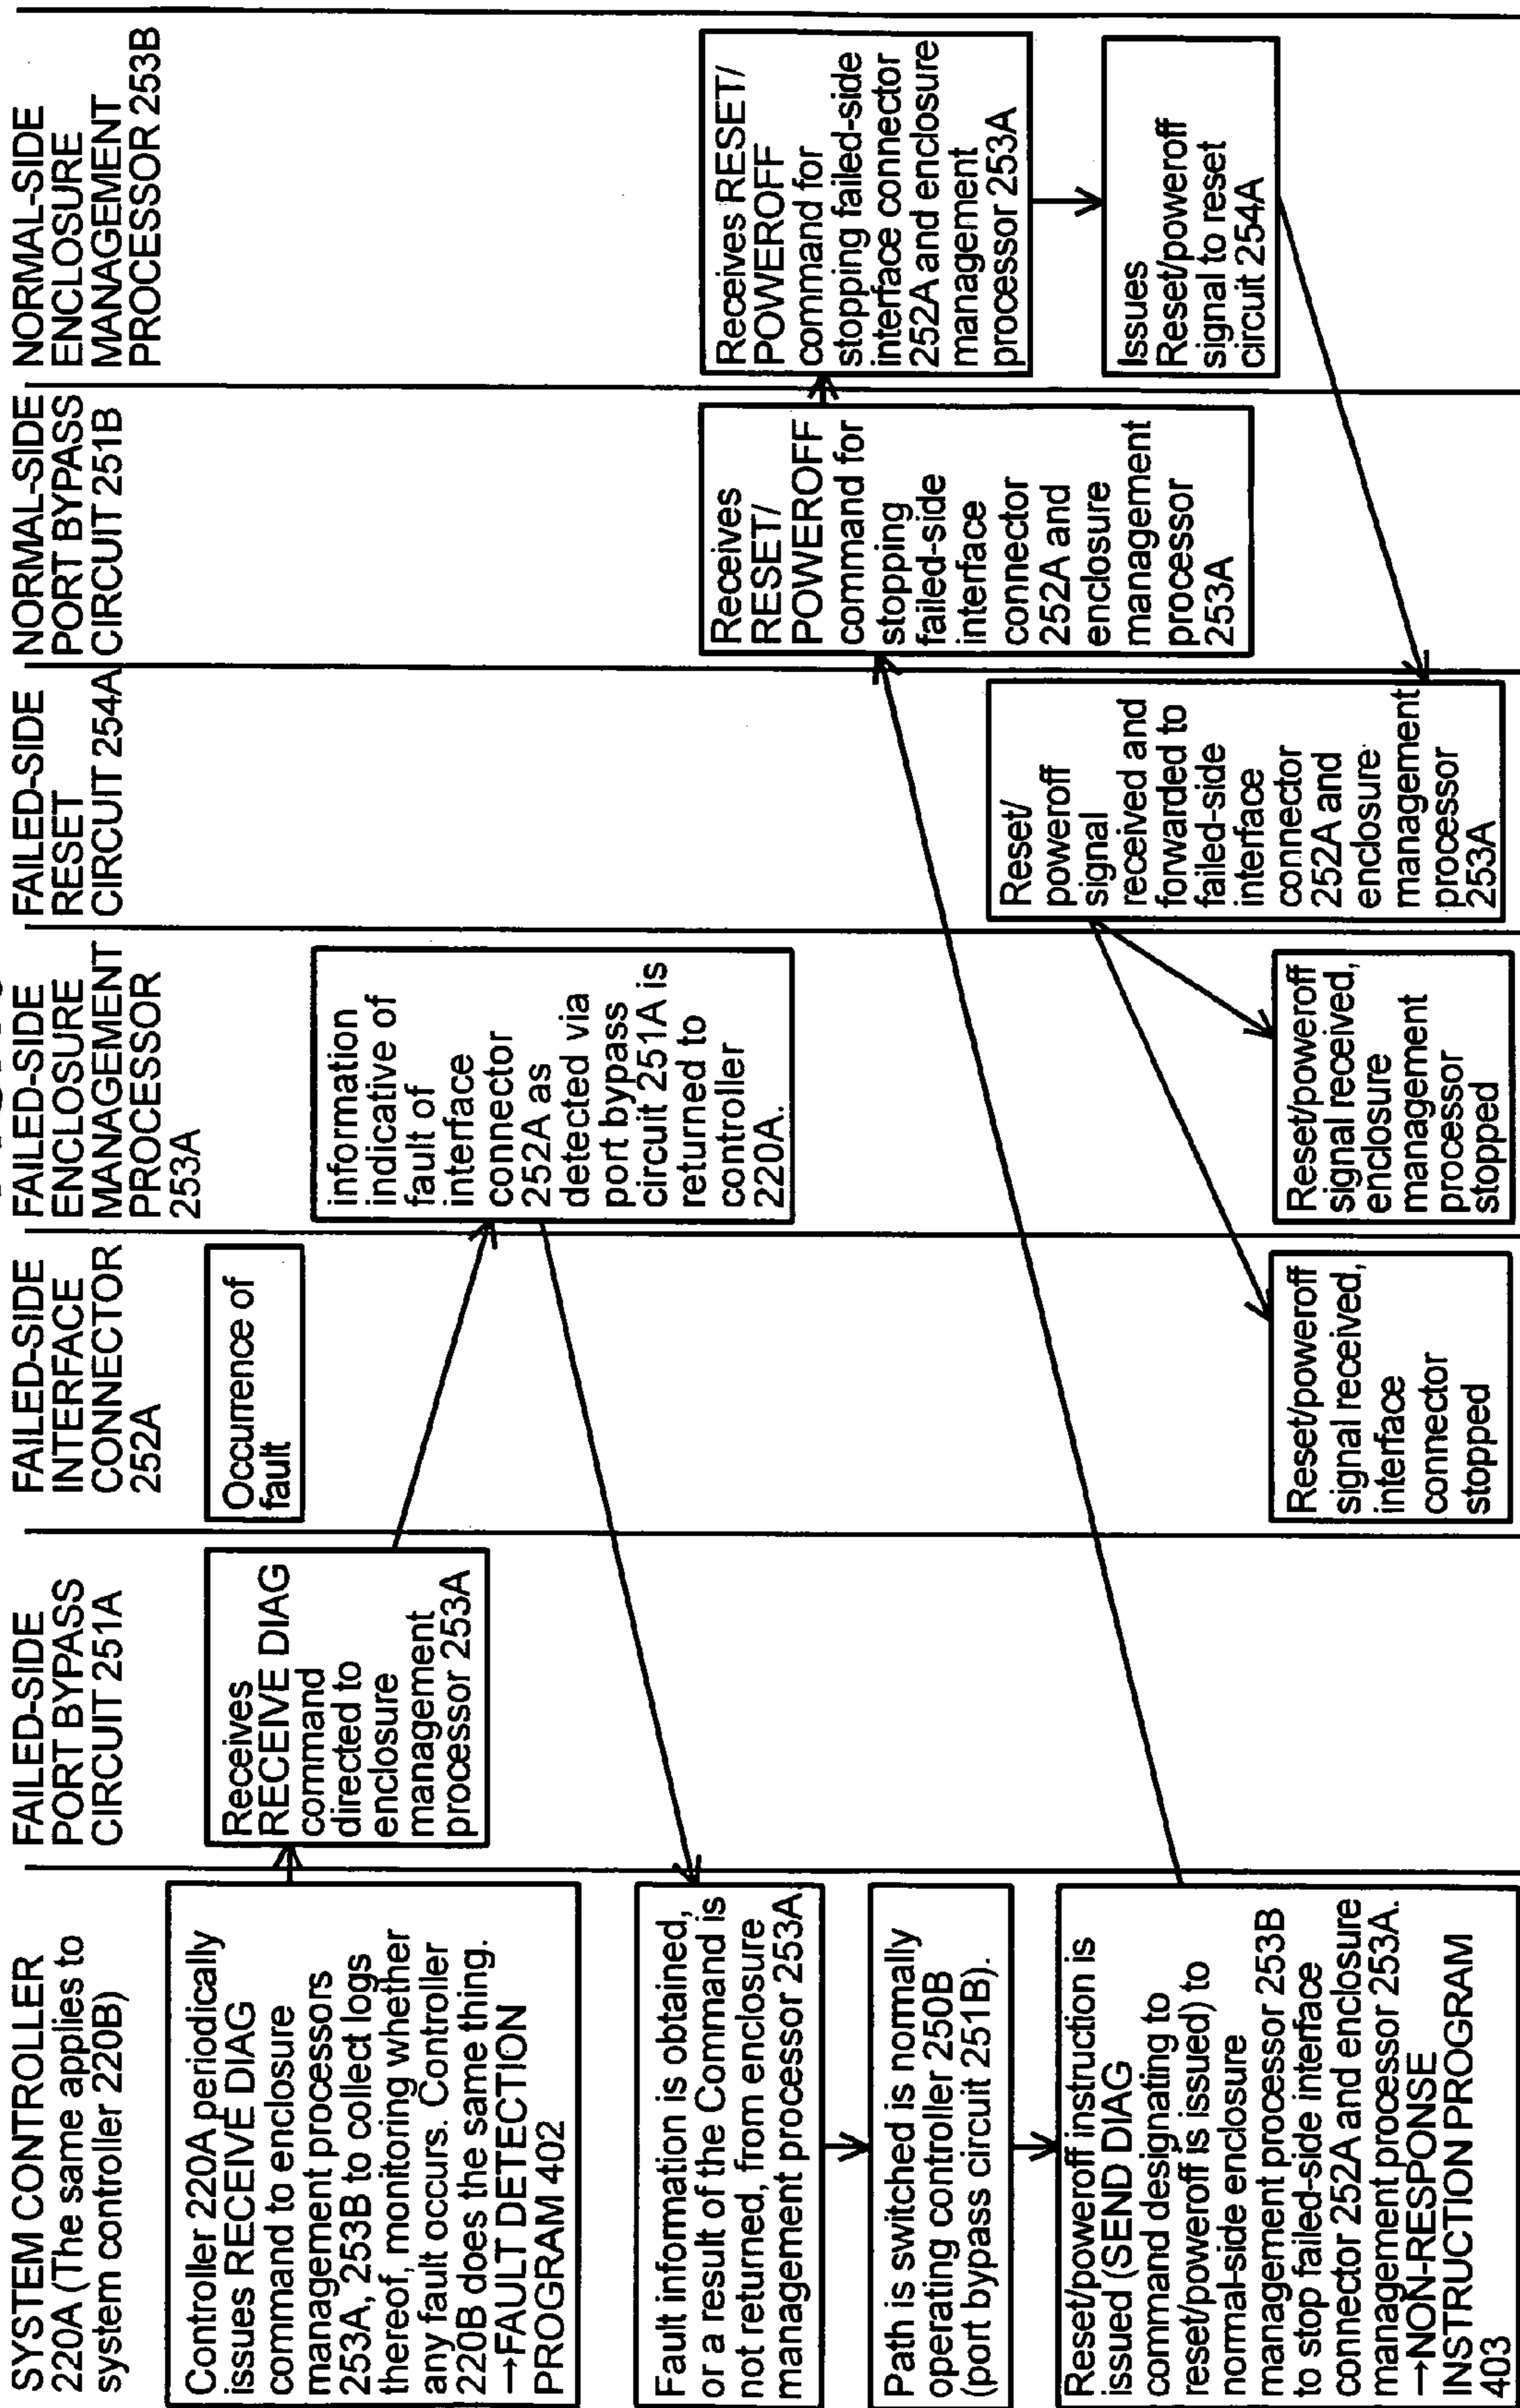 SYSTEM CONTROLLER
220A (The same applies to
system controller 220B)
Controller 220A periodically
issues RECEIVE DIAG
command to enclosure
management processors
253A, 253B to collect logs
thereof, monitoring whether
any fault occurs. Controller
220B does the same thing.
→FAULT DETECTION
PROGRAM 402
Fault information is obtained,
or a result of the Command is
not returned, from enclosure
management processor 253A
Path is switched is normally
operating controller 250B
(port bypass circuit 251B).
Reset/poweroff instruction is
issued (SEND DIAG
command designating to
reset/poweroff is issued) to
normal-side enclosure
management processor 253B
to stop failed-side interface
connector 252A and enclosure
management processor 253A.
→NON-RESPONSE
INSTRUCTION PROGRAM
403
FAILED-SIDE
PORT BYPASS
CIRCUIT 251A
Receives
RECEIVE DIAG
command
directed to
enclosure
management
processor 253A
FAILED-SIDE
INTERFACE
CONNECTOR
252A
Occurrence of
fault
Reset/poweroff
signal received,
interface
connector
stopped
FAILED-SIDE
ENCLOSURE
MANAGEMENT
PROCESSOR
253A
information
indicative of
fault of
interface
connector
252A as
detected via
port bypass
circuit 251A is
returned to
controller
220A.
Reset/poweroff
signal received,
enclosure
management
processor
stopped
FAILED-SIDE
RESET
CIRCUIT 254A
Reset/
poweroff
signal
received and
forwarded to
failed-side
interface
connector
252A and
enclosure
management
processor
253A
NORMAL-SIDE
PORT BYPASS
CIRCUIT 251B
Receives
RESET/
POWEROFF
command for
stopping
failed-side
interface
connector
252A and
enclosure
management
processor
253A
NORMAL-SIDE
ENCLOSURE
MANAGEMENT
PROCESSOR 253B
Receives RESET/
POWEROFF
command for
stopping failed-side
interface connector
252A and enclosure
management
processor 253A
Issues
Reset/poweroff
signal to reset
circuit 254A